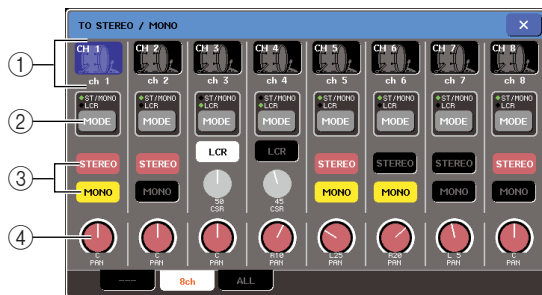 TO STEREO / MONO
×
CH 1 CH 2 CH 3 CH 4 CH 5 CH 6 CH 7 CH 8
1
ch 1 ch 2 ch 3 ch 4 ch 5 ch 6 ch 7 ch 8
ST/MONO ST/MONO ST/MONO ST/MONO ST/MONO ST/MONO ST/MONO ST/MONO
LCR LCR LCR LCR LCR LCR LCR LCR
2
MODE MODE MODE MODE MODE MODE MODE MODE
LCR LCR
3
STEREO STEREO STEREO STEREO STEREO STEREO
MONO MONO MONO MONO MONO MONO
50 45
CSR CSR
4
C C C R10 L25 R20 L 5 C
PAN PAN PAN PAN PAN PAN PAN PAN
--- 8ch ALL